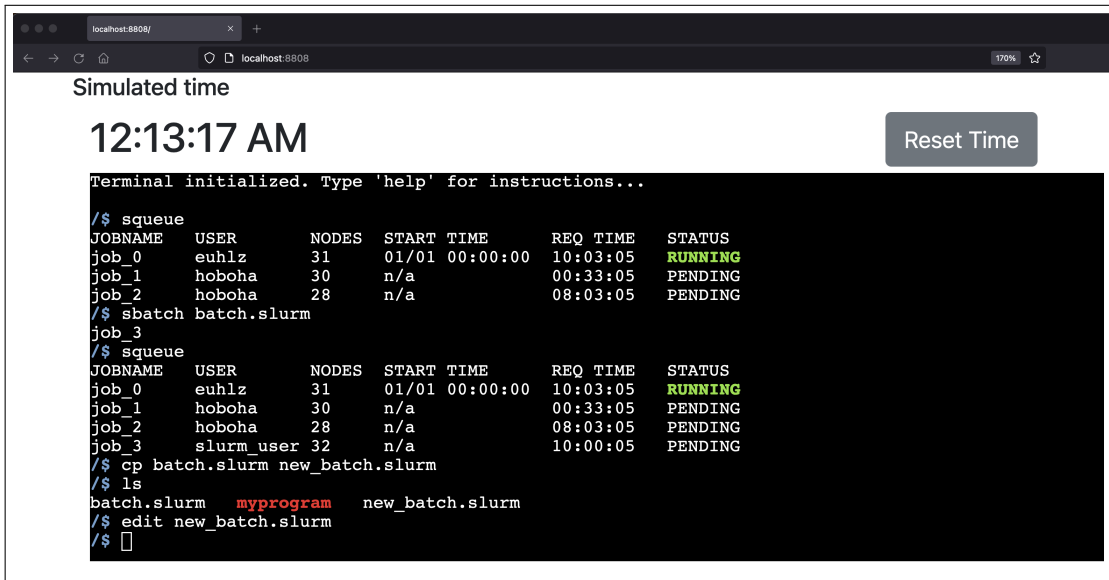 localhost:8808/ × +
localhost:8808 170%
Simulated time
12:13:17 AM
Reset Time
Terminal initialized. Type 'help' for instructions...
/$ squeue
JOBNAME USER NODES START TIME REQ TIME STATUS
job_0 euhlz 31 01/01 00:00:00 10:03:05 RUNNING
job_1 hoboha 30 n/a 00:33:05 PENDING
job_2 hoboha 28 n/a 08:03:05 PENDING
/$ sbatch batch.slurm
job_3
/$ squeue
JOBNAME USER NODES START TIME REQ TIME STATUS
job_0 euhlz 31 01/01 00:00:00 10:03:05 RUNNING
job_1 hoboha 30 n/a 00:33:05 PENDING
job_2 hoboha 28 n/a 08:03:05 PENDING
job_3 slurm_user 32 n/a 10:00:05 PENDING
/$ cp batch.slurm new_batch.slurm
/$ ls
batch.slurm myprogram new_batch.slurm
/$ edit new_batch.slurm
/$